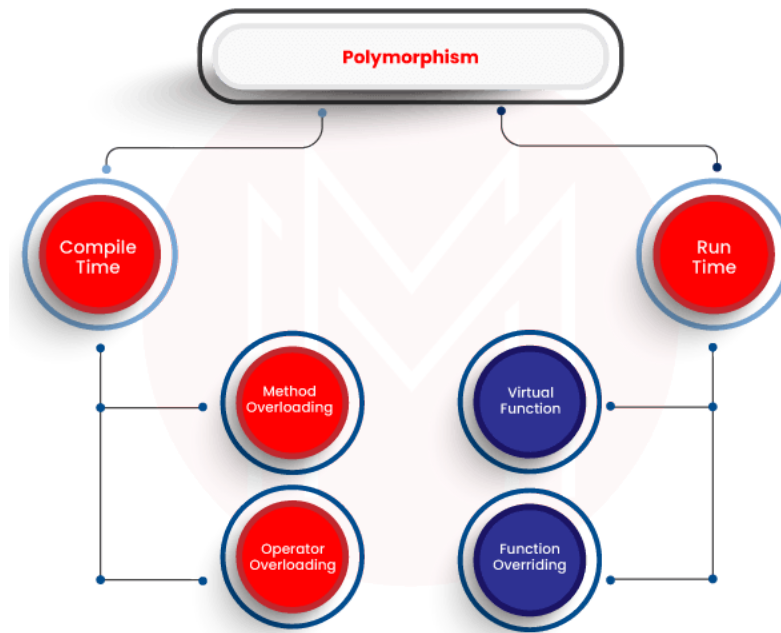 Polymorphism
Compile
Time
Run
Time
Method
Overloading
Virtual
Function
Operator
Overloading
Function
Overriding